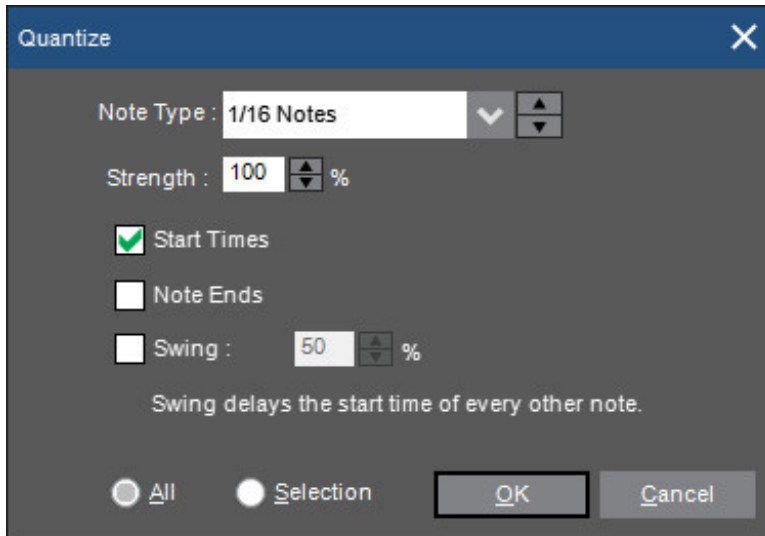 Quantize
Note Type : 1/16 Notes
Strength : 100 %
Start Times
Note Ends
Swing : 50 %
Swing delays the start time of every other note.
All Selection OK Cancel